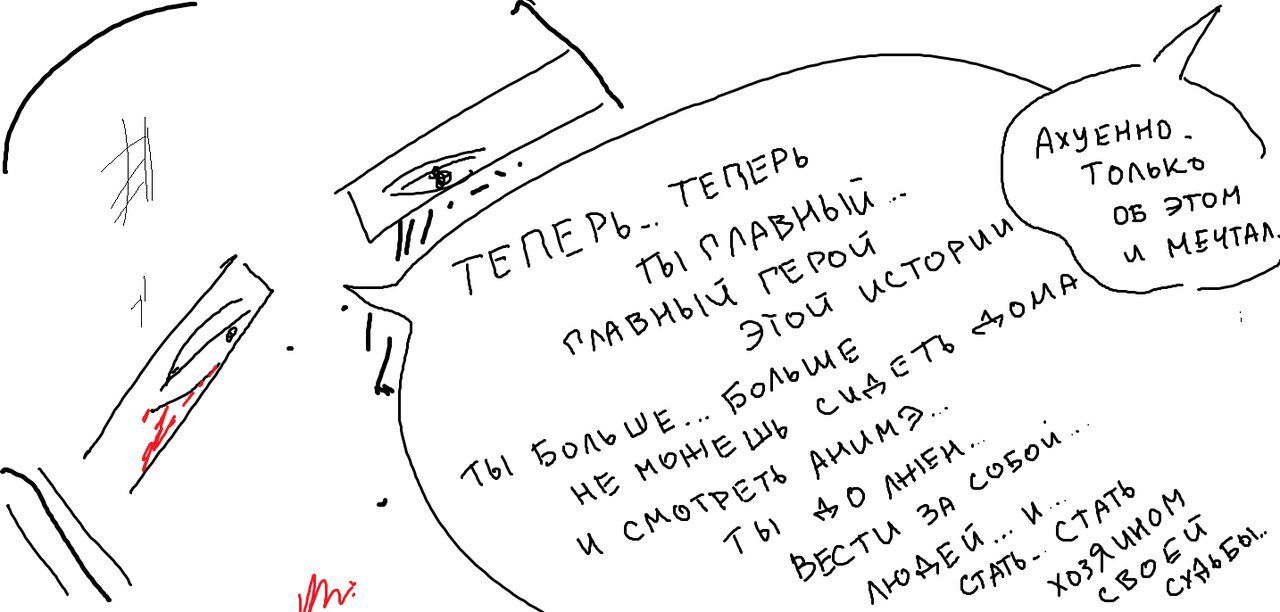 ТЕПЕРЬ.. ТЕПЕРЬ
ТЫ ГЛАВНЫЙ...
ГЛАВНЫЙ ГЕРОЙ
ЭТОЙ ИСТОРИИ
ТЫ БОЛЬШЕ... БОЛЬШЕ
НЕ МОЖЕШЬ СИДЕТЬ ДОМА
И СМОТРЕТЬ АНИМЭ...
ТЫ ДОЛЖЕН...
ВЕСТИ ЗА СОБОЙ...
ЛЮДЕЙ... И...
СТАТЬ.. СТАТЬ
ХОЗЯИНОМ
СВОЕЙ
СУДЬБЫ..
АХУЕННО.
ТОЛЬКО
ОБ ЭТОМ
И МЕЧТАЛ.